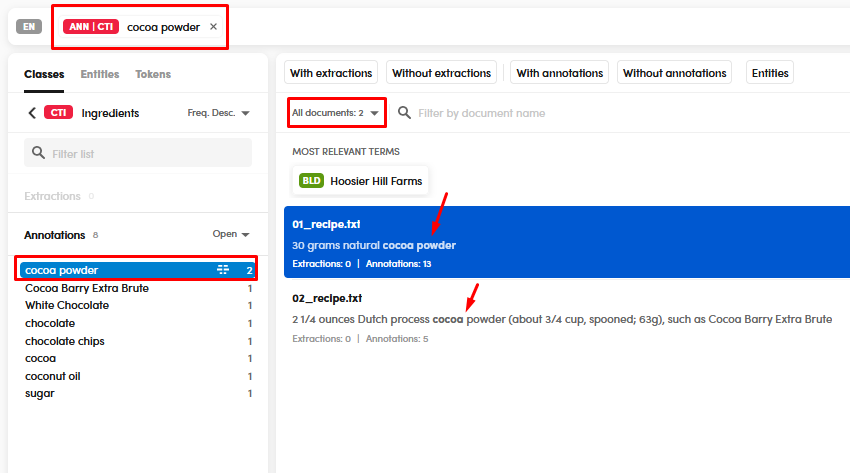 EN ANN | CTI cocoa powder ×
Classes Entities Tokens
CTI Ingredients Freq. Desc.
Filter list
Extractions 0
Annotations 8 Open
cocoa powder 2
Cocoa Barry Extra Brute 1
White Chocolate 1
chocolate 1
chocolate chips 1
cocoa 1
coconut oil 1
sugar 1
With extractions Without extractions With annotations Without annotations Entities
All documents: 2 Filter by document name
MOST RELEVANT TERMS
BLD Hoosier Hill Farms
01_recipe.txt
30 grams natural cocoa powder
Extractions: 0 | Annotations: 13
02_recipe.txt
2 1/4 ounces Dutch process cocoa powder (about 3/4 cup, spooned; 63g), such as Cocoa Barry Extra Brute
Extractions: 0 | Annotations: 5